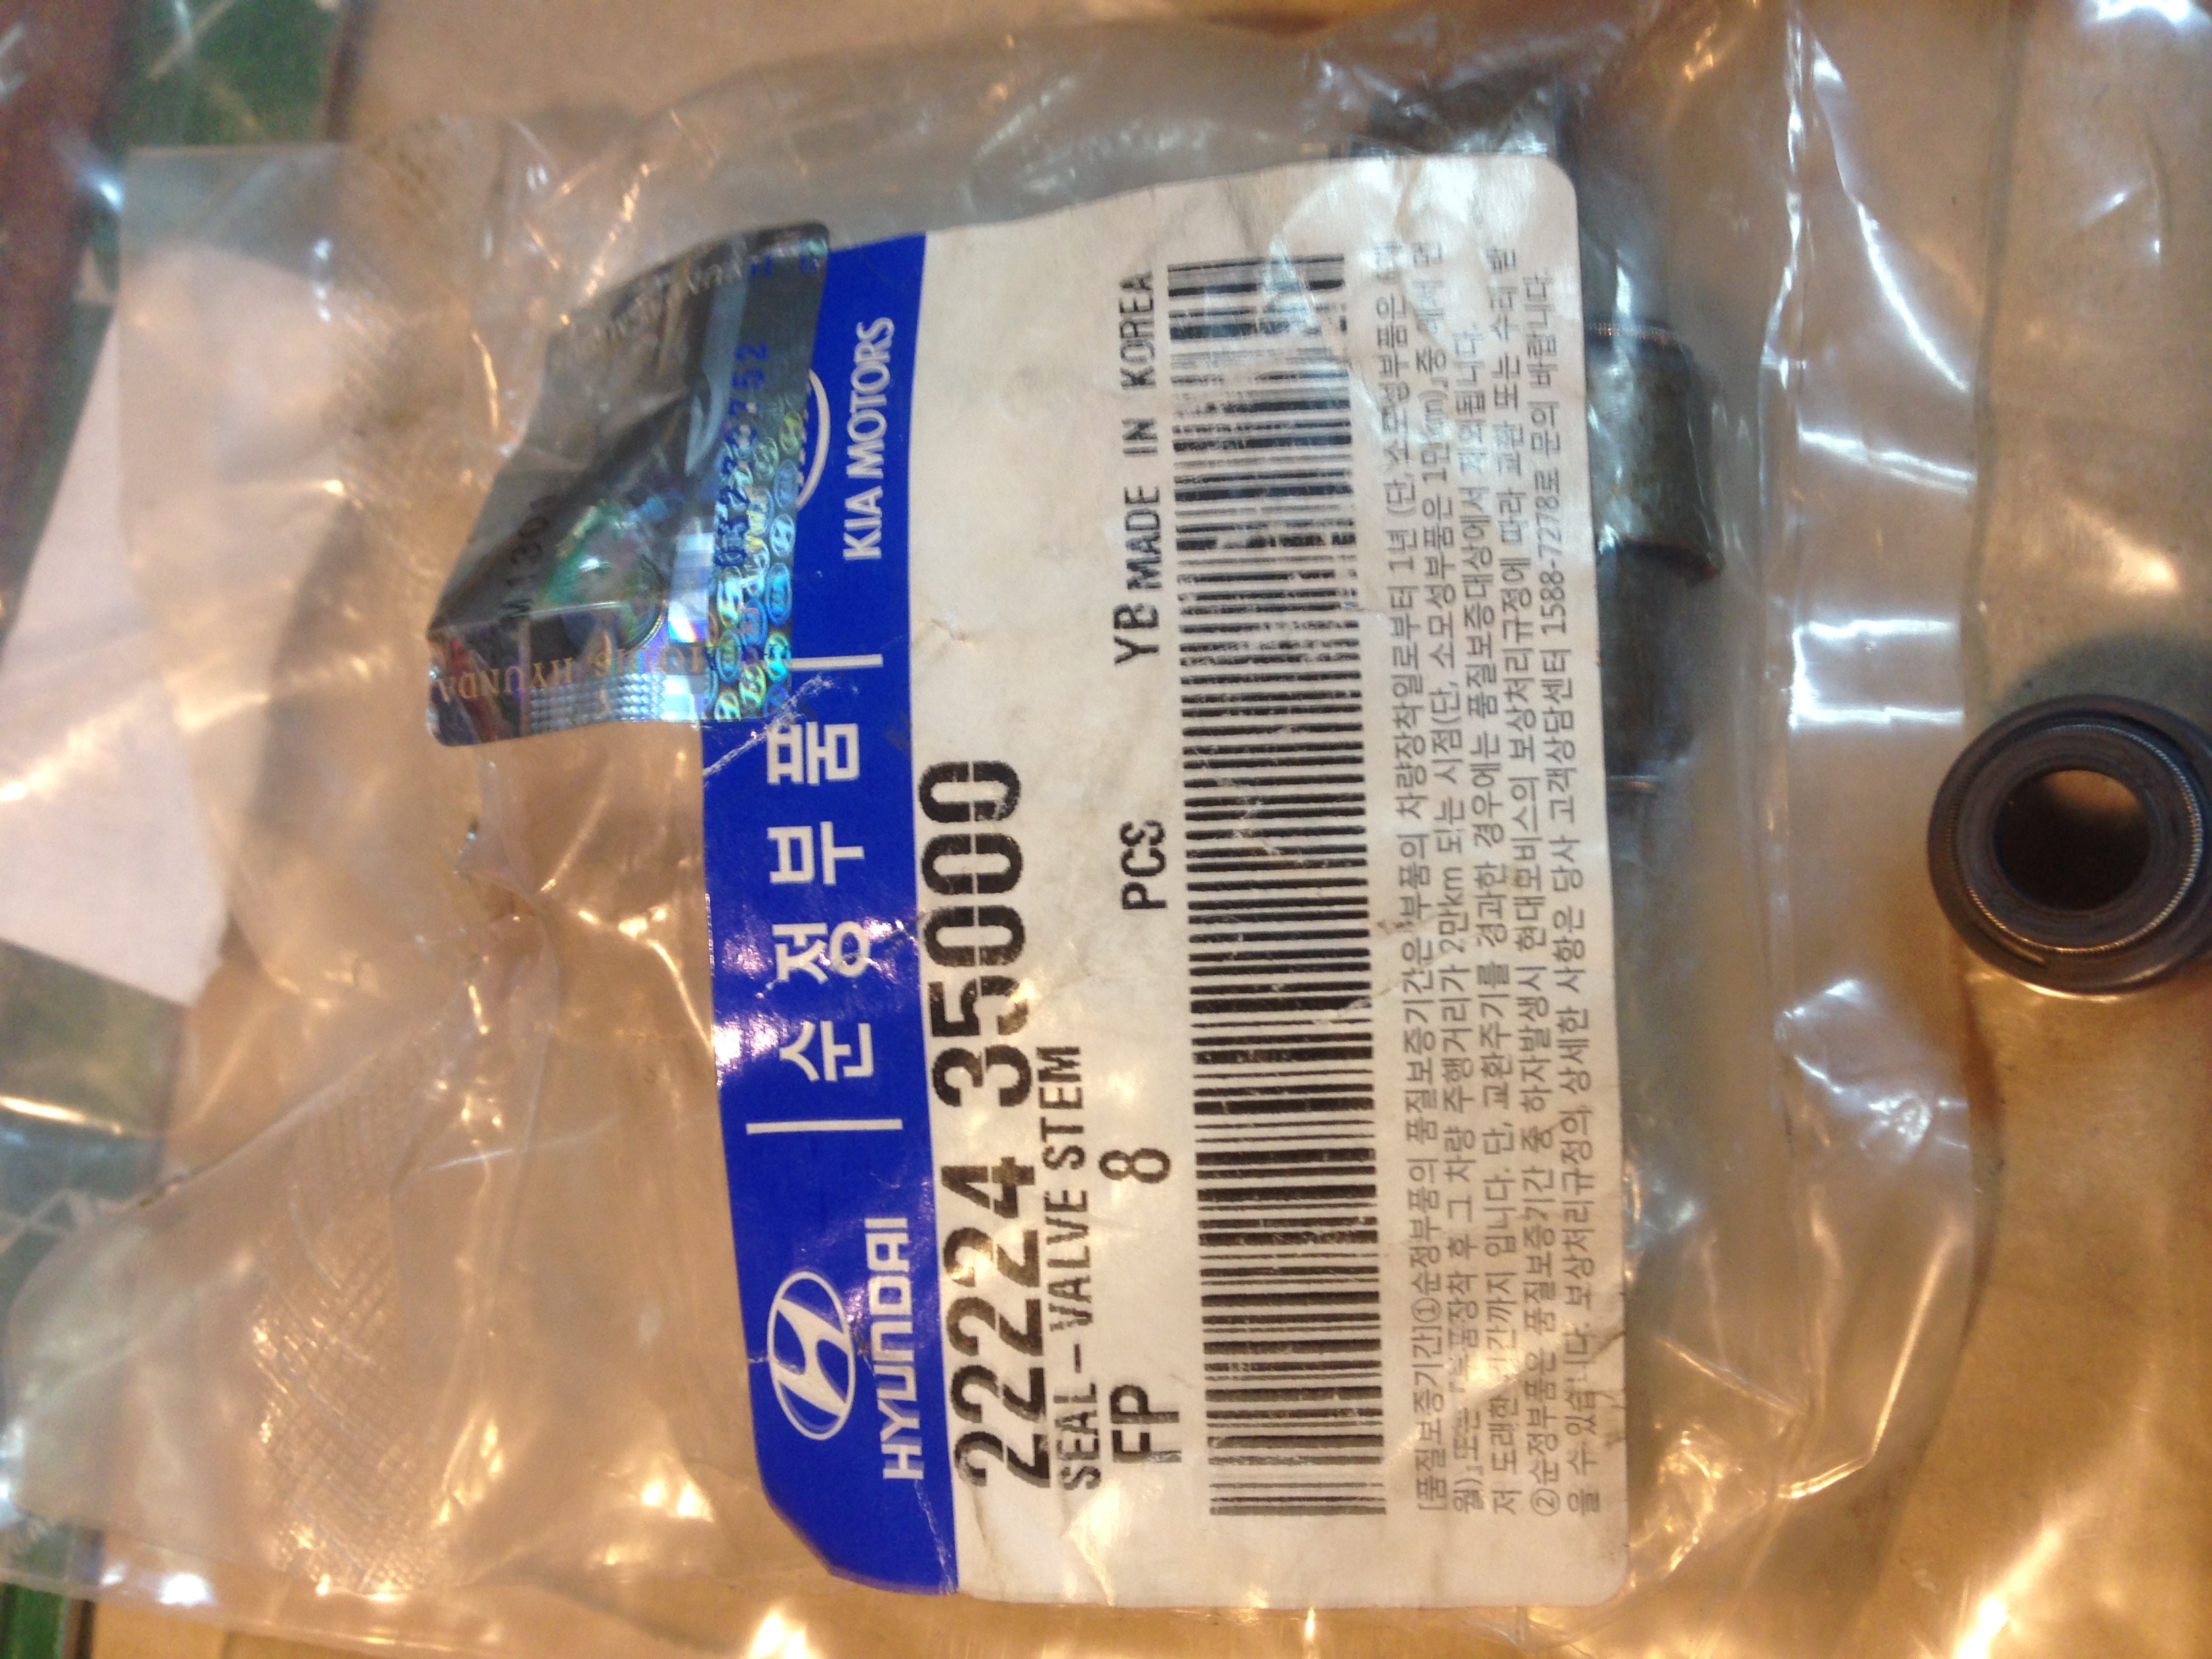 HYUNDAI
순정부품
KIA MOTORS
22224 35000
SEAL-VALVE STEM
FP 8 PCS YB MADE IN KOREA
[품질보증기간]①순정부품의 품질보증기간은 부품의 차량장착일로부터 1년 (단, 소모성부품은
월)」 품장착 후 그 차량 주행거리가 2만km 되는 시점(단, 소모성부품은 1만km)」중 먼
저 도래한 기간까지 입니다. 단, 교환주기를 경과한 경우에는 품질보증대상에서 제외됩니다.
②순정부품은 품질보증기간 중 하자발생시 현대모비스의 보상처리규정에 따라 교환 또는 수리 받
을 수 있습니다. 보상처리규정의 상세한 사항은 당사 고객상담센터 1588-7278로 문의 바랍니다.